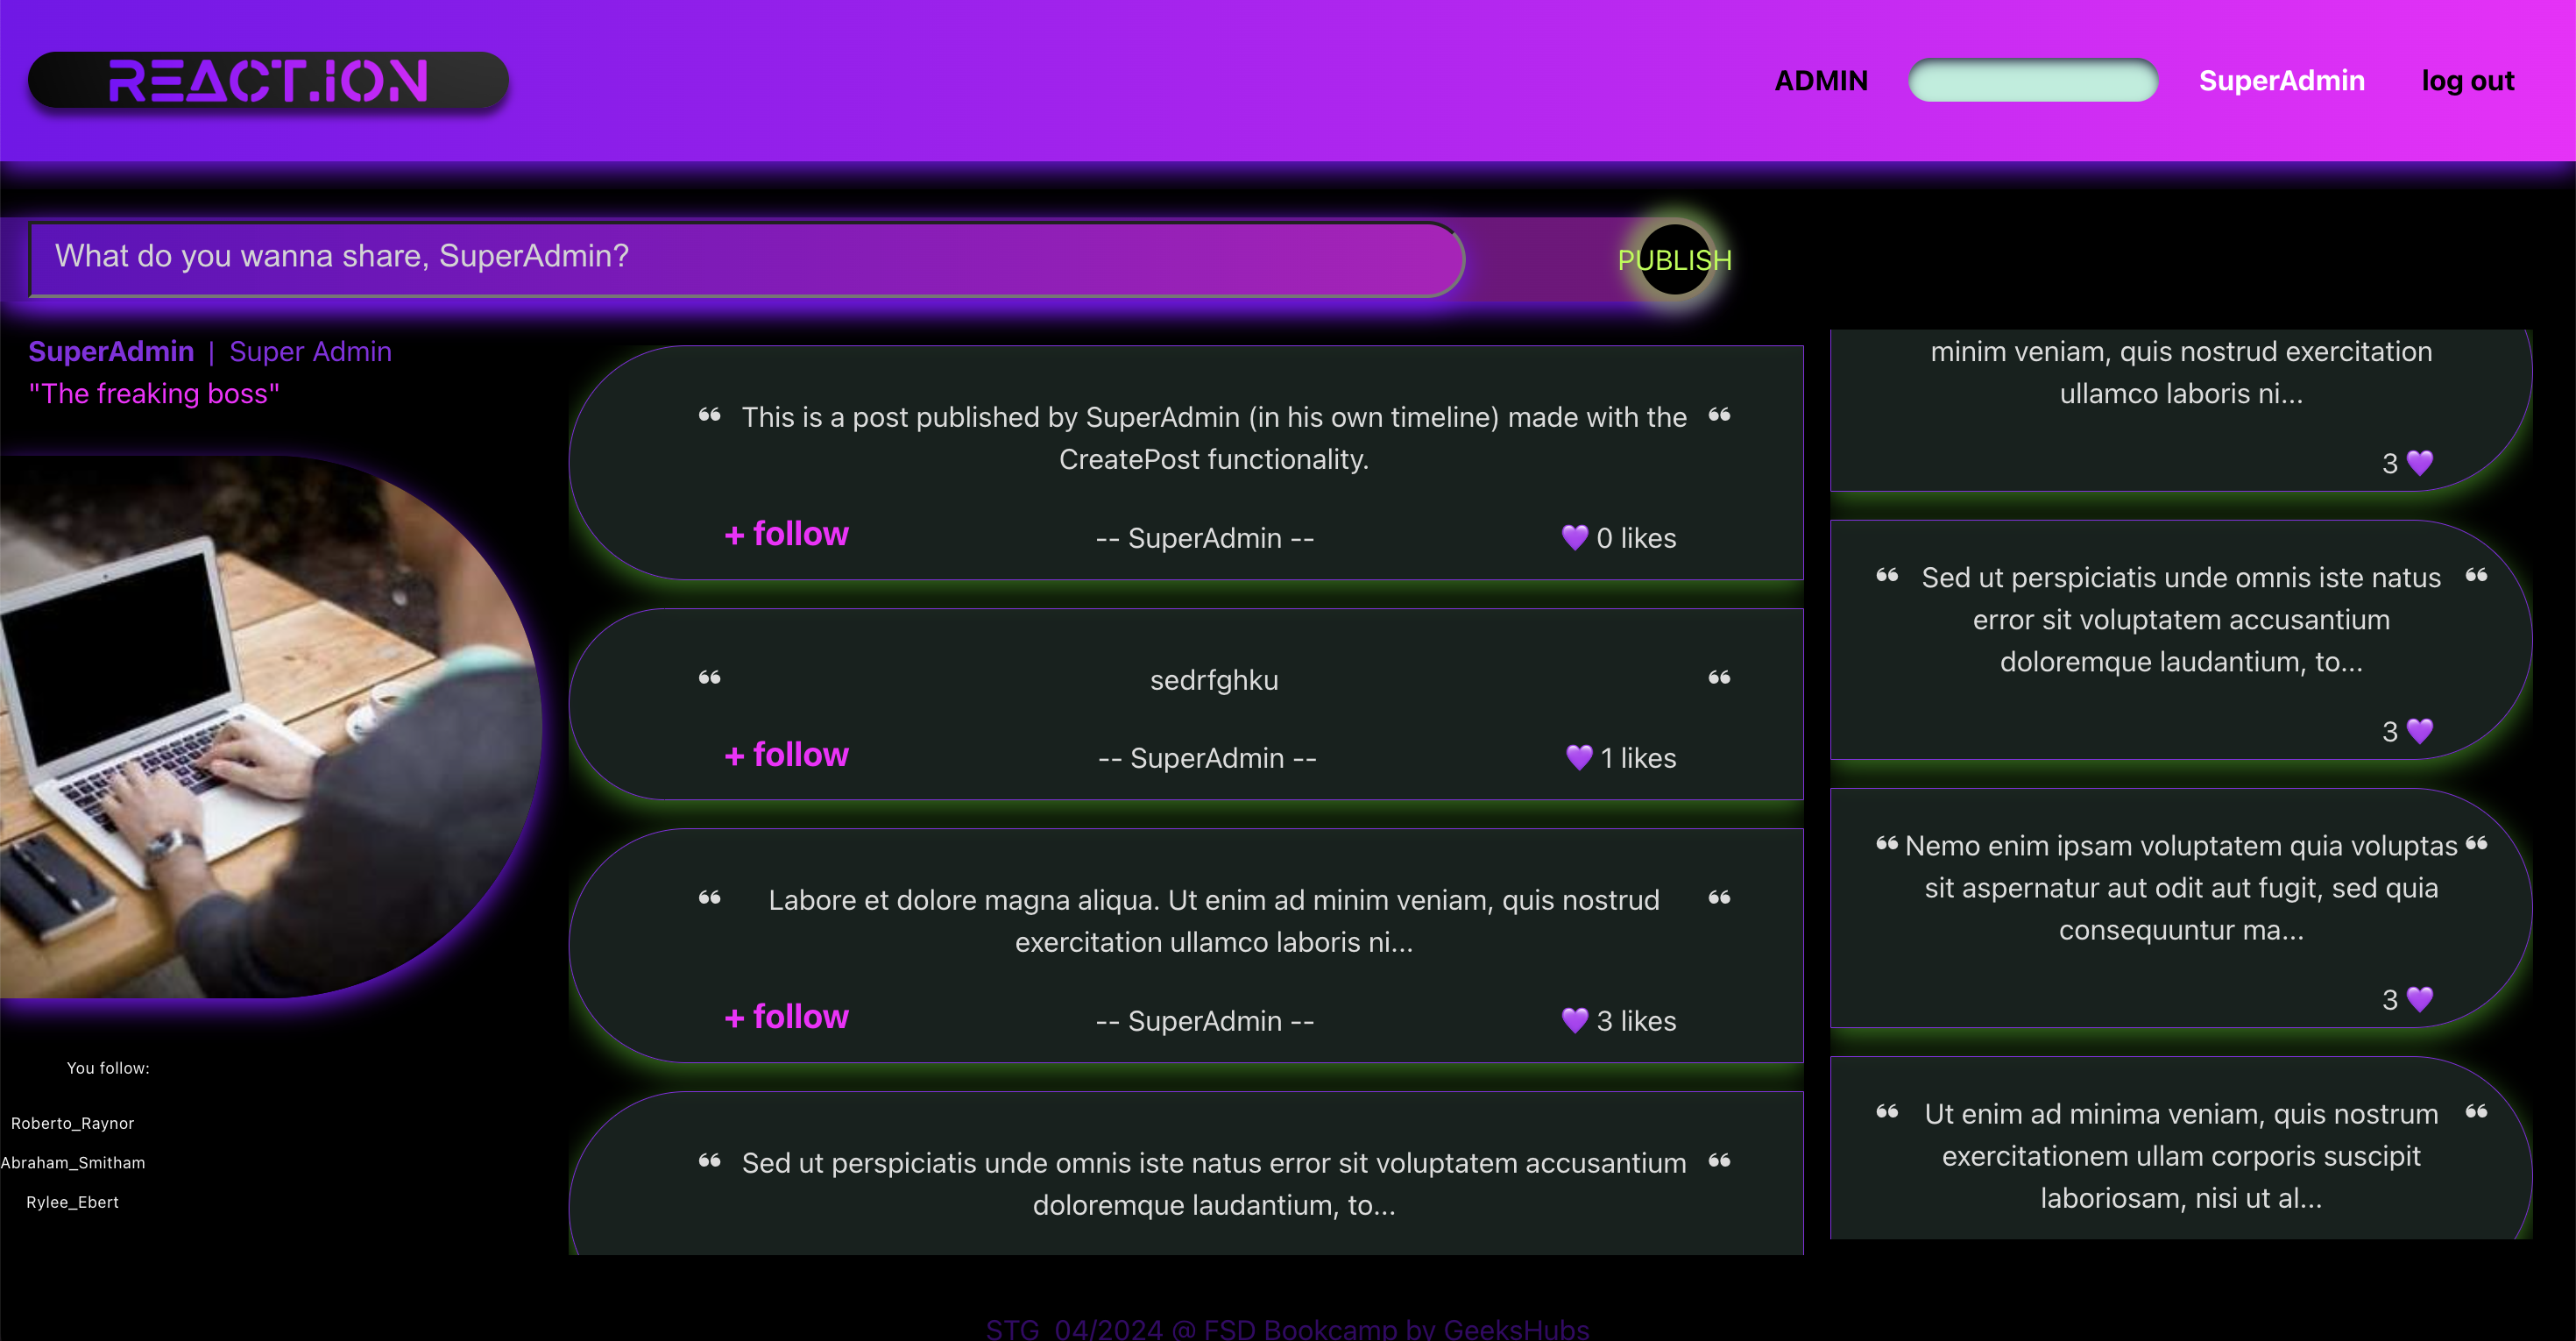 REACT.ION
ADMIN
SuperAdmin
log out
What do you wanna share, SuperAdmin?
PUBLISH
SuperAdmin | Super Admin
"The freaking boss"
You follow:
Roberto_Raynor
Abraham_Smitham
Rylee_Ebert
❝ This is a post published by SuperAdmin (in his own timeline) made with the ❝
CreatePost functionality.
+ follow -- SuperAdmin -- 💜 0 likes
❝ sedrfghku ❝
+ follow -- SuperAdmin -- 💜 1 likes
❝ Labore et dolore magna aliqua. Ut enim ad minim veniam, quis nostrud ❝
exercitation ullamco laboris ni...
+ follow -- SuperAdmin -- 💜 3 likes
❝ Sed ut perspiciatis unde omnis iste natus error sit voluptatem accusantium ❝
doloremque laudantium, to...
minim veniam, quis nostrud exercitation
ullamco laboris ni...
3 💜
❝ Sed ut perspiciatis unde omnis iste natus ❝
error sit voluptatem accusantium
doloremque laudantium, to...
3 💜
❝ Nemo enim ipsam voluptatem quia voluptas ❝
sit aspernatur aut odit aut fugit, sed quia
consequuntur ma...
3 💜
❝ Ut enim ad minima veniam, quis nostrum ❝
exercitationem ullam corporis suscipit
laboriosam, nisi ut al...
STG_04/2024 @ FSD Bookcamp by GeeksHubs